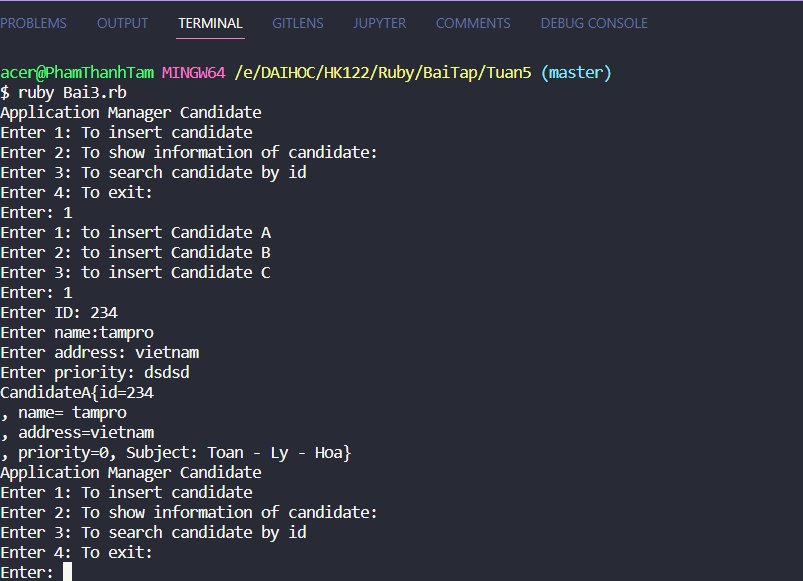 PROBLEMS OUTPUT TERMINAL GITLENS JUPYTER COMMENTS DEBUG CONSOLE
acer@PhamThanhTam MINGW64 /e/DAIHOC/HK122/Ruby/BaiTap/Tuan5 (master)
$ ruby Bai3.rb
Application Manager Candidate
Enter 1: To insert candidate
Enter 2: To show information of candidate:
Enter 3: To search candidate by id
Enter 4: To exit:
Enter: 1
Enter 1: to insert Candidate A
Enter 2: to insert Candidate B
Enter 3: to insert Candidate C
Enter: 1
Enter ID: 234
Enter name:tampro
Enter address: vietnam
Enter priority: dsdsd
CandidateA{id=234
, name= tampro
, address=vietnam
, priority=0, Subject: Toan - Ly - Hoa}
Application Manager Candidate
Enter 1: To insert candidate
Enter 2: To show information of candidate:
Enter 3: To search candidate by id
Enter 4: To exit:
Enter: